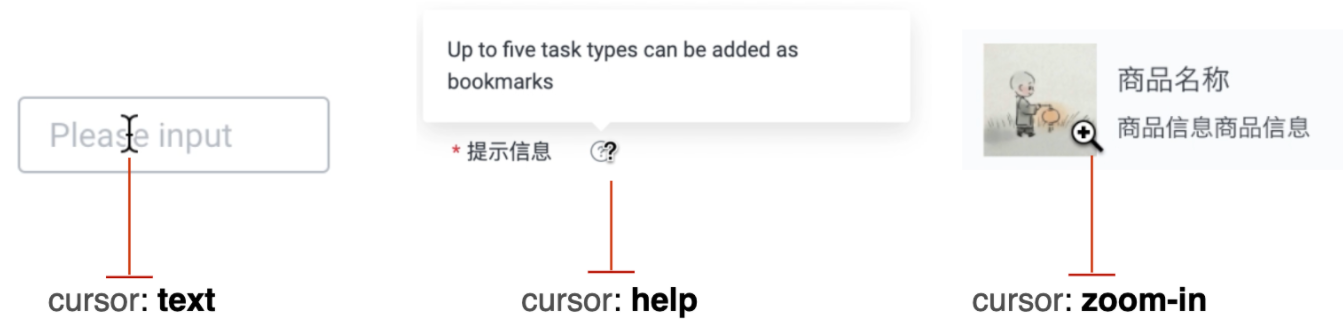 Please input
cursor: text
Up to five task types can be added as
bookmarks
* 提示信息 ?
cursor: help
商品名称
商品信息商品信息
cursor: zoom-in